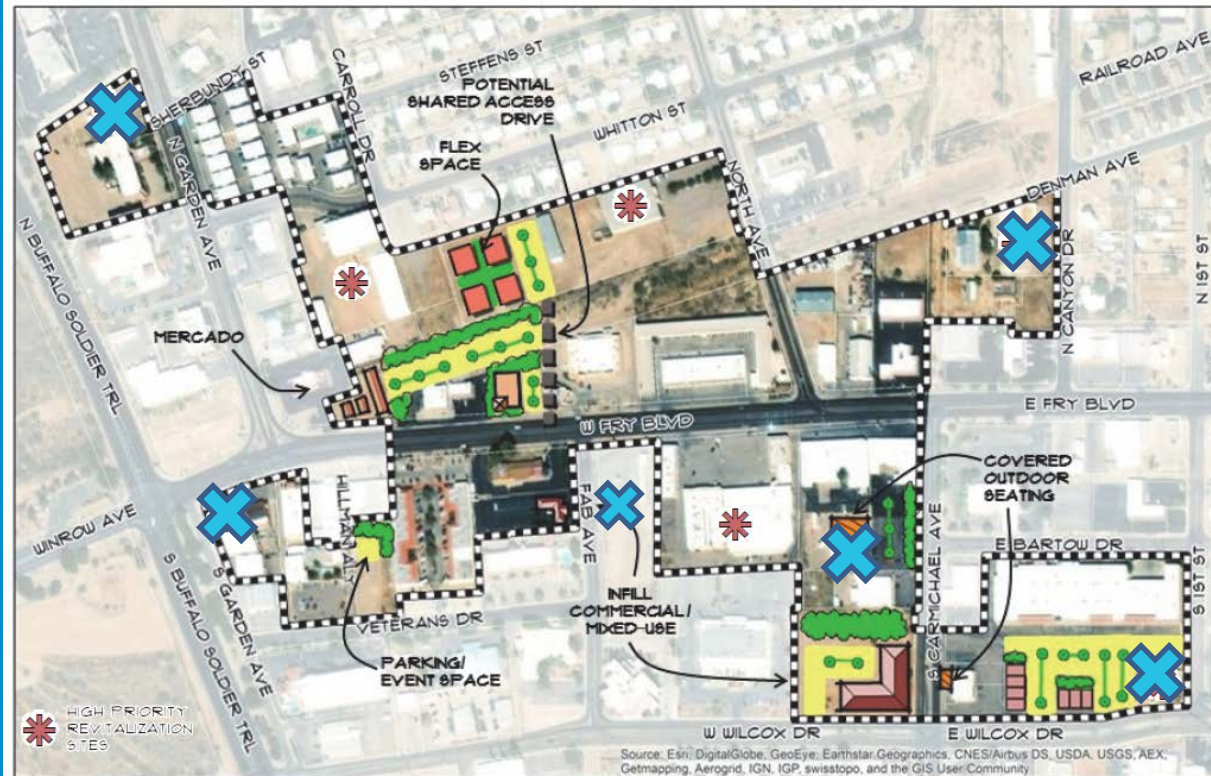 STEFFENS ST
RAILROAD AVE
CARROLL DR
SHERBUNDY ST
POTENTIAL
SHARED ACCESS
DRIVE
WHITTON ST
FLEX
SPACE
N GARDEN AVE
NORTH AVE
DENMAN AVE
N BUFFALO SOLDIER TRL
N CANYON DR
N 1ST ST
MERCADO
E FRY BLVD
W FRY BLVD
COVERED
OUTDOOR
SEATING
HILLMAN ALY
FAB AVE
WINROW AVE
E BARTOW DR
S GARDEN AVE
S CARMICHAEL AVE
S 1ST ST
INFILL
COMMERCIAL/
MIXED-USE
VETERANS DR
PARKING/
EVENT SPACE
S BUFFALO SOLDIER TRL
HIGH PRIORITY
REVITALIZATION
SITES
W WILCOX DR
E WILCOX DR
Source: Esri, DigitalGlobe, GeoEye, Earthstar Geographics, CNES/Airbus DS, USDA, USGS, AEX,
Getmapping, Aerogrid, IGN, IGP, swisstopo, and the GIS User Community